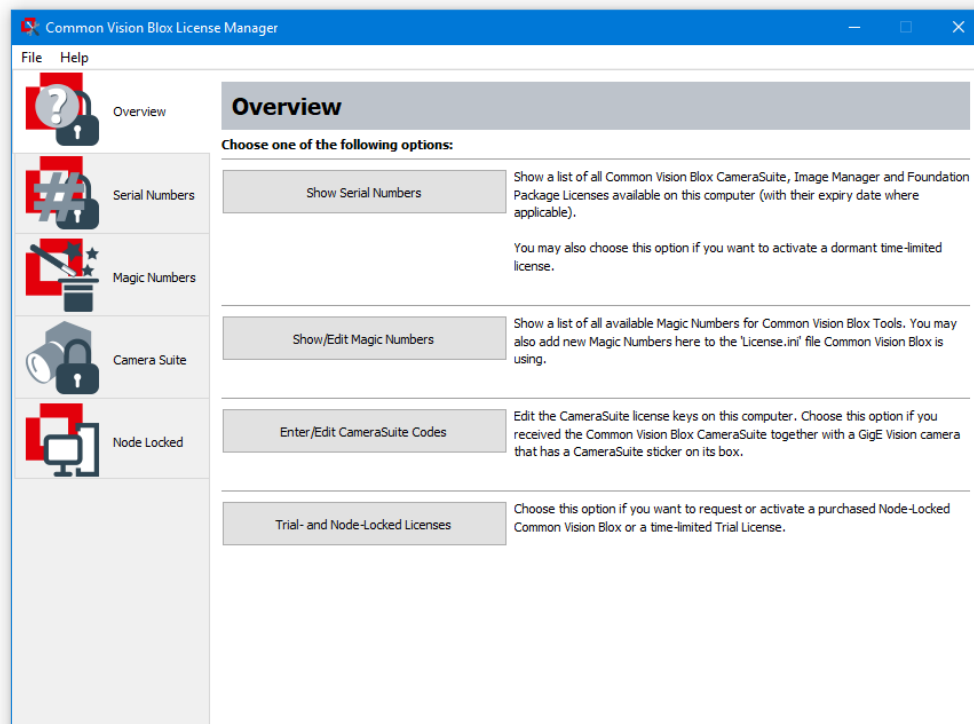 Common Vision Blox License Manager
File Help
Overview
Serial Numbers
Magic Numbers
Camera Suite
Node Locked
Overview
Choose one of the following options:
Show Serial Numbers
Show a list of all Common Vision Blox CameraSuite, Image Manager and Foundation
Package Licenses available on this computer (with their expiry date where
applicable).
You may also choose this option if you want to activate a dormant time-limited
license.
Show/Edit Magic Numbers
Show a list of all available Magic Numbers for Common Vision Blox Tools. You may
also add new Magic Numbers here to the 'License.ini' file Common Vision Blox is
using.
Enter/Edit CameraSuite Codes
Edit the CameraSuite license keys on this computer. Choose this option if you
received the Common Vision Blox CameraSuite together with a GigE Vision camera
that has a CameraSuite sticker on its box.
Trial- and Node-Locked Licenses
Choose this option if you want to request or activate a purchased Node-Locked
Common Vision Blox or a time-limited Trial License.